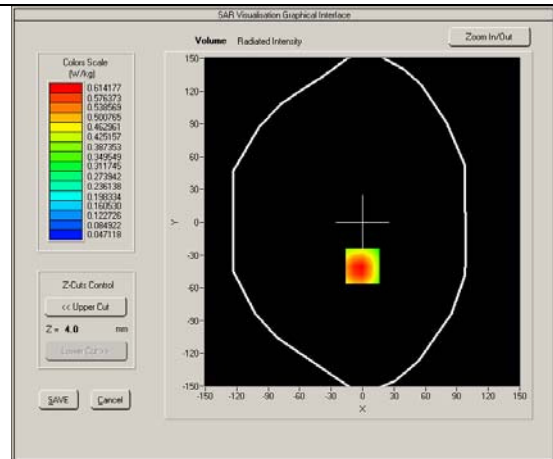 SAR Visualisation Graphical Interface
Volume Radiated Intensity
Zoom In/Out
Colors Scale
(W/kg)
0.614177
0.576373
0.538569
0.500765
0.462961
0.425157
0.387353
0.349549
0.311745
0.273942
0.236138
0.198334
0.160530
0.122726
0.084922
0.047118
Z-Cuts Control
<< Upper Cut
Z = 4.0 mm
Lower Cut >>
SAVE
Cancel
150
120
90
60
30
0
-30
-60
-90
-120
-150
Y
-150 -120 -90 -60 -30 0 30 60 90 120 150
X